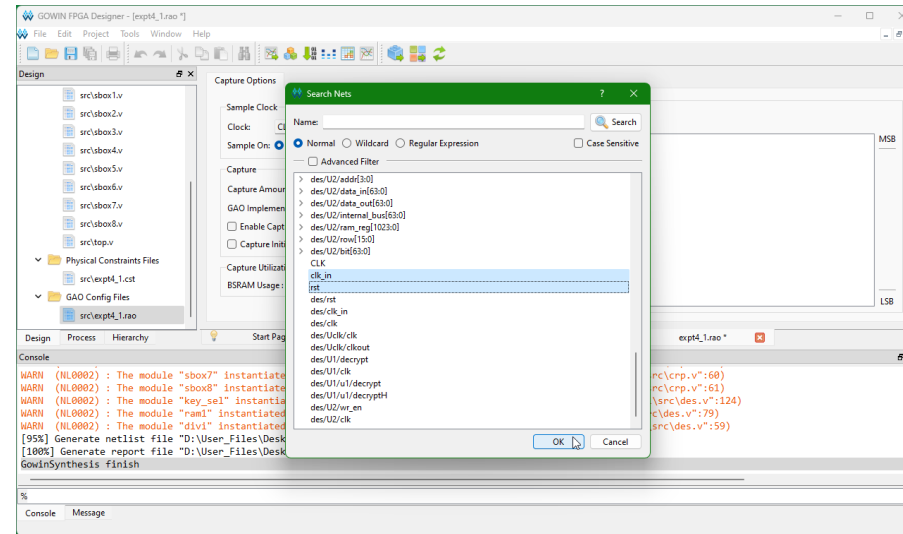 GOWIN FPGA Designer - [expt4_1.rao *]
File Edit Project Tools Window Help
Design
src\sbox1.v
src\sbox2.v
src\sbox3.v
src\sbox4.v
src\sbox5.v
src\sbox6.v
src\sbox7.v
src\sbox8.v
src\top.v
Physical Constraints Files
src\expt4_1.cst
GAO Config Files
src\expt4_1.rao
Design Process Hierarchy
Capture Options
Sample Clock
Clock: CL
Sample On:
Capture
Capture Amour
GAO Implemen
Enable Capt
Capture Initi
Capture Utilizati
BSRAM Usage:
MSB
LSB
Search Nets
Name: Search
Normal Wildcard Regular Expression Case Sensitive
Advanced Filter
des/U2/addr[3:0]
des/U2/data_in[63:0]
des/U2/data_out[63:0]
des/U2/internal_bus[63:0]
des/U2/ram_reg[1023:0]
des/U2/row[15:0]
des/U2/bit[63:0]
CLK
clk_in
rst
des/rst
des/clk_in
des/clk
des/Uclk/clk
des/Uclk/clkout
des/U1/decrypt
des/U1/clk
des/U1/u1/decrypt
des/U1/u1/decryptH
des/U2/wr_en
des/U2/clk
OK Cancel
Start Pag expt4_1.rao *
Console
WARN (NL0002) : The module "sbox7" instantiate rc\crp.v":60)
WARN (NL0002) : The module "sbox8" instantiate rc\crp.v":61)
WARN (NL0002) : The module "key_sel" instantia \src\des.v":124)
WARN (NL0002) : The module "ram1" instantiated rc\des.v":79)
WARN (NL0002) : The module "divi" instantiated src\des.v":59)
[95%] Generate netlist file "D:\User_Files\Desk
[100%] Generate report file "D:\User_Files\Desk
GowinSynthesis finish
%
Console Message